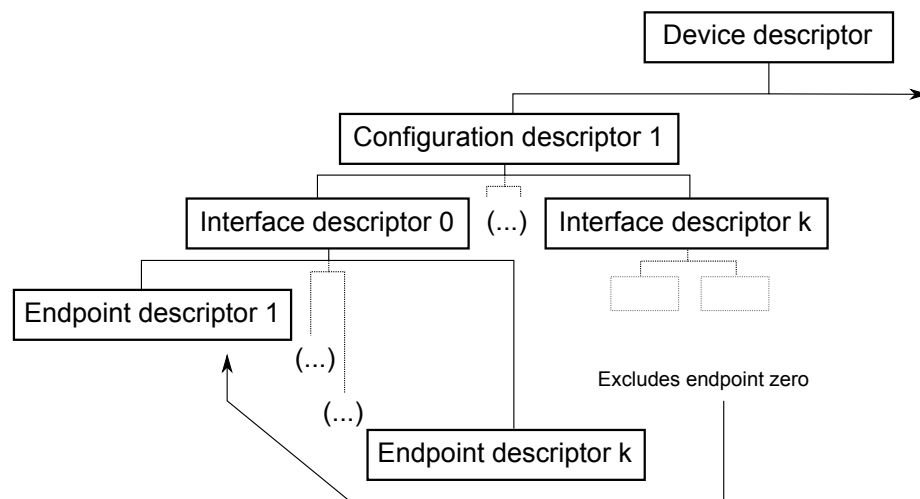 Device descriptor
Configuration descriptor 1
Interface descriptor 0
(...)
Interface descriptor k
Endpoint descriptor 1
(...)
Excludes endpoint zero
(...)
Endpoint descriptor k